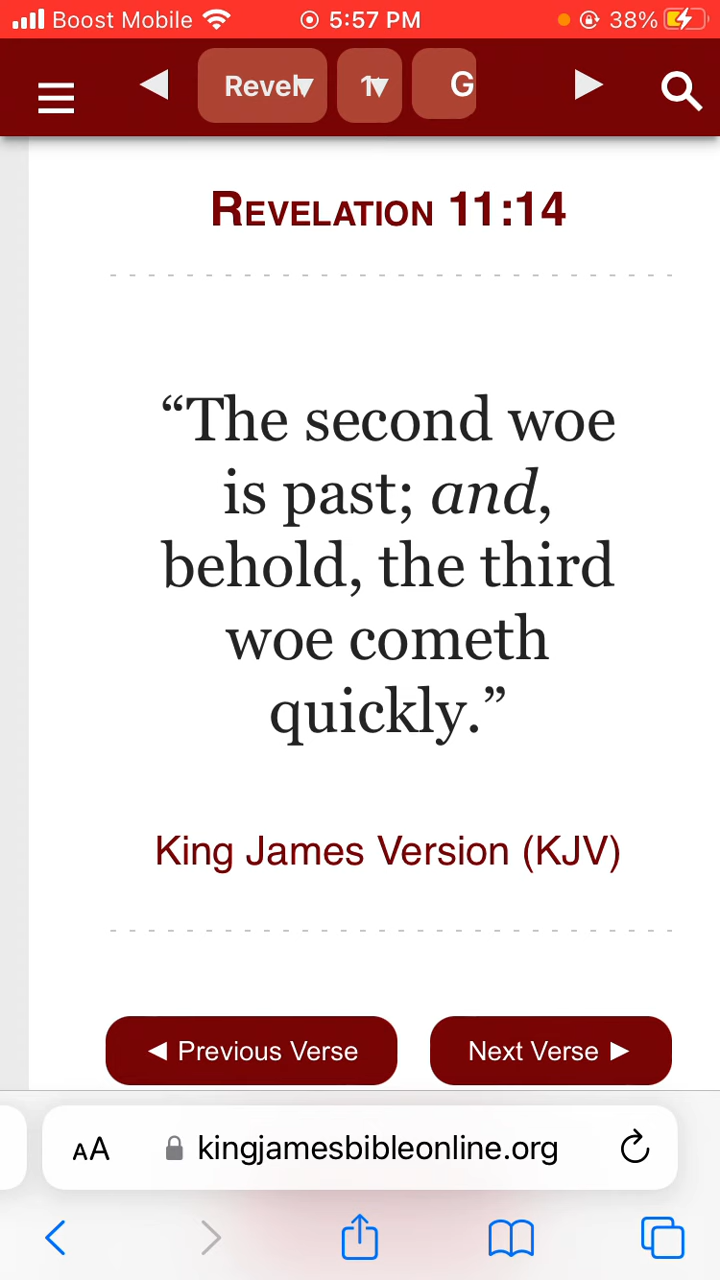 Boost Mobile 5:57 PM 38%
Revel 1 G
REVELATION 11:14
“The second woe
is past; and,
behold, the third
woe cometh
quickly.”
King James Version (KJV)
◀ Previous Verse Next Verse ▶
AA kingjamesbibleonline.org